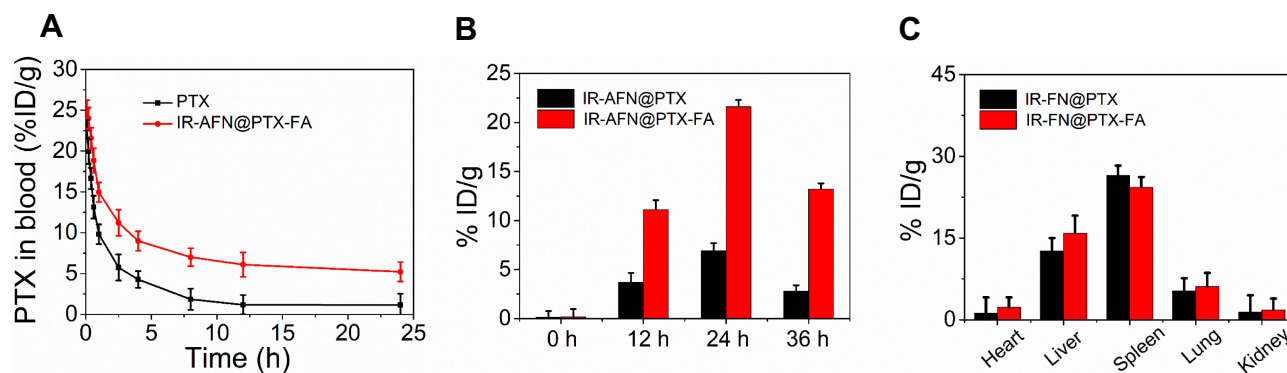 A
PTX in blood (%ID/g)
30
25
20
15
10
5
0
PTX
IR-AFN@PTX-FA
0
5
10
15
20
25
Time (h)
B
% ID/g
25
20
15
10
5
0
IR-AFN@PTX
IR-AFN@PTX-FA
0 h
12 h
24 h
36 h
C
% ID/g
45
30
15
0
IR-FN@PTX
IR-FN@PTX-FA
Heart
Liver
Spleen
Lung
Kidney